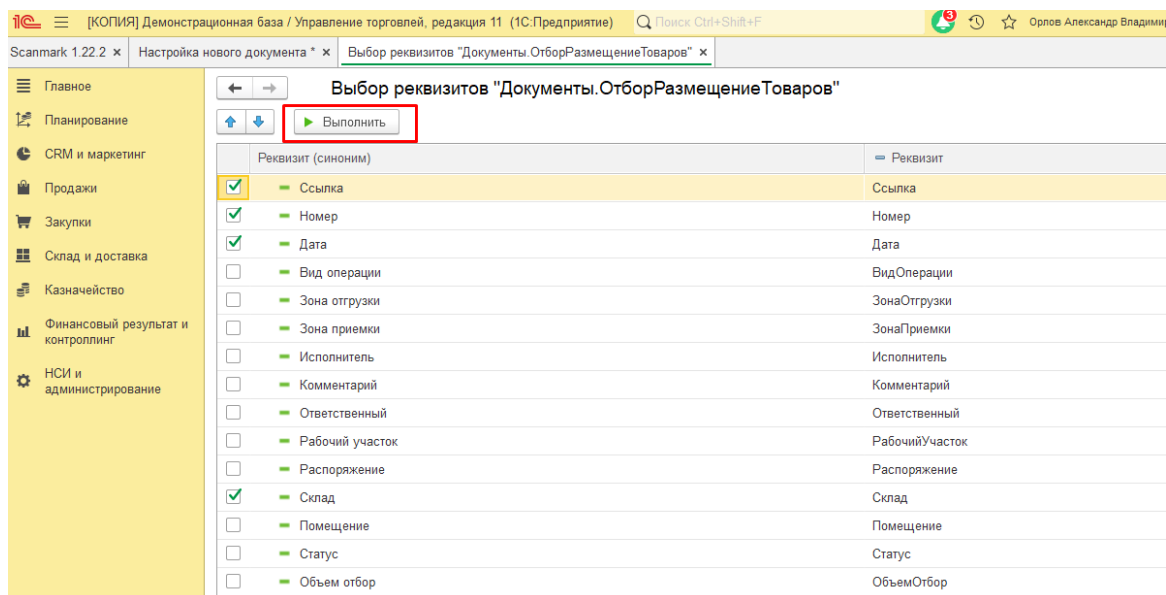 1С [КОПИЯ] Демонстрационная база / Управление торговлей, редакция 11 (1С:Предприятие) Поиск Ctrl+Shift+F 3 Орлов Александр Владими
Scanmark 1.22.2 × Настройка нового документа * × Выбор реквизитов "Документы.ОтборРазмещениеТоваров" ×
Главное
Планирование
CRM и маркетинг
Продажи
Закупки
Склад и доставка
Казначейство
Финансовый результат и
контроллинг
НСИ и
администрирование
Выбор реквизитов "Документы.ОтборРазмещениеТоваров"
Выполнить
Реквизит (синоним) Реквизит
Ссылка Ссылка
Номер Номер
Дата Дата
Вид операции ВидОперации
Зона отгрузки ЗонаОтгрузки
Зона приемки ЗонаПриемки
Исполнитель Исполнитель
Комментарий Комментарий
Ответственный Ответственный
Рабочий участок РабочийУчасток
Распоряжение Распоряжение
Склад Склад
Помещение Помещение
Статус Статус
Объем отбор ОбъемОтбор